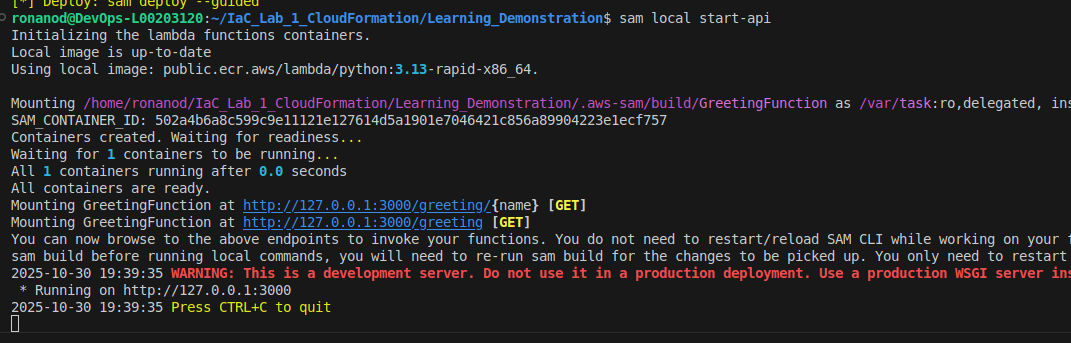 [*] Deploy: sam deploy --guided
ronanod@DevOps-L00203120:~/IaC_Lab_1_CloudFormation/Learning_Demonstration$ sam local start-api
Initializing the lambda functions containers.
Local image is up-to-date
Using local image: public.ecr.aws/lambda/python:3.13-rapid-x86_64.
Mounting /home/ronanod/IaC_Lab_1_CloudFormation/Learning_Demonstration/.aws-sam/build/GreetingFunction as /var/task:ro,delegated, ins
SAM_CONTAINER_ID: 502a4b6a8c599c9e11121e127614d5a1901e7046421c856a89904223e1ecf757
Containers created. Waiting for readiness...
Waiting for 1 containers to be running...
All 1 containers running after 0.0 seconds
All containers are ready.
Mounting GreetingFunction at http://127.0.0.1:3000/greeting/{name} [GET]
Mounting GreetingFunction at http://127.0.0.1:3000/greeting [GET]
You can now browse to the above endpoints to invoke your functions. You do not need to restart/reload SAM CLI while working on your f
sam build before running local commands, you will need to re-run sam build for the changes to be picked up. You only need to restart
2025-10-30 19:39:35 WARNING: This is a development server. Do not use it in a production deployment. Use a production WSGI server ins
* Running on http://127.0.0.1:3000
2025-10-30 19:39:35 Press CTRL+C to quit